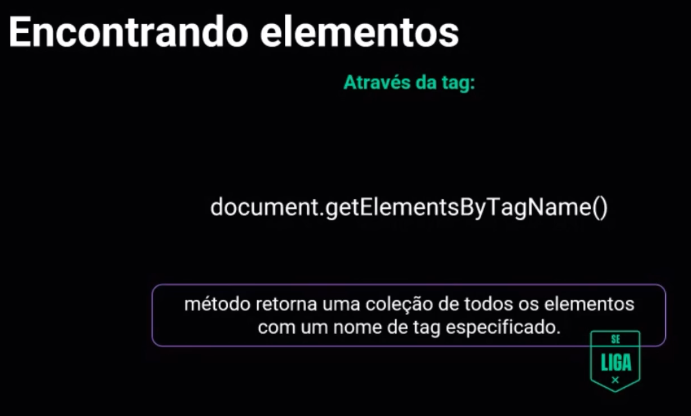 Encontrando elementos
Através da tag:
document.getElementsByTagName()
método retorna uma coleção de todos os elementos
com um nome de tag especificado.
SE
LIGA